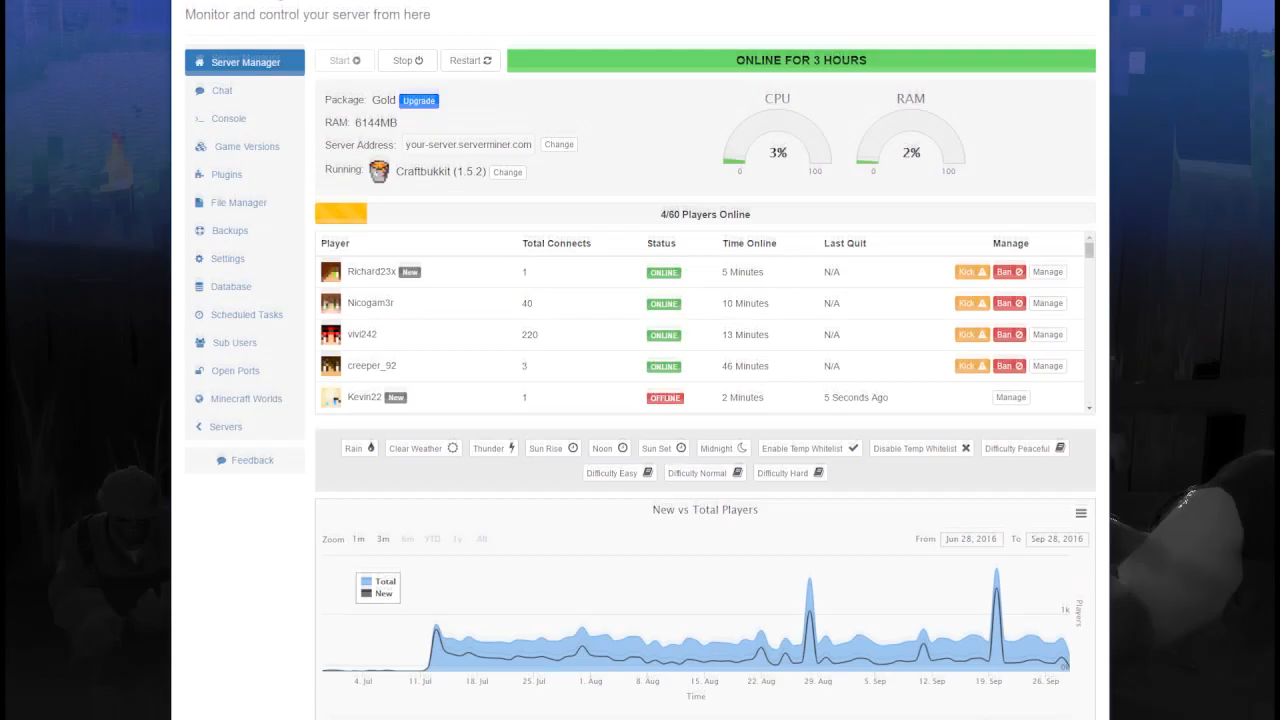 Monitor and control your server from here
Server Manager
Chat
Console
Game Versions
Plugins
File Manager
Backups
Settings
Database
Scheduled Tasks
Sub Users
Open Ports
Minecraft Worlds
Servers
Feedback
Start Stop Restart ONLINE FOR 3 HOURS
Package: Gold Upgrade
RAM: 6144MB
Server Address: your-server.serverminer.com Change
Running: Craftbukkit (1.5.2) Change
CPU RAM
3% 2%
0 100 0 100
4/60 Players Online
Player Total Connects Status Time Online Last Quit Manage
Richard23x New 1 ONLINE 5 Minutes N/A Kick Ban Manage
Nicogam3r 40 ONLINE 10 Minutes N/A Kick Ban Manage
vivi242 220 ONLINE 13 Minutes N/A Kick Ban Manage
creeper_92 3 ONLINE 46 Minutes N/A Kick Ban Manage
Kevin22 New 1 OFFLINE 2 Minutes 5 Seconds Ago Manage
Rain Clear Weather Thunder Sun Rise Noon Sun Set Midnight Enable Temp Whitelist Disable Temp Whitelist Difficulty Peaceful
Difficulty Easy Difficulty Normal Difficulty Hard
New vs Total Players
Zoom 1m 3m 6m YTD 1y All From Jun 28, 2016 To Sep 28, 2016
Total
New
1k
Players
0k
4. Jul 11. Jul 18. Jul 25. Jul 1. Aug 8. Aug 15. Aug 22. Aug 29. Aug 5. Sep 12. Sep 19. Sep 26. Sep
Time